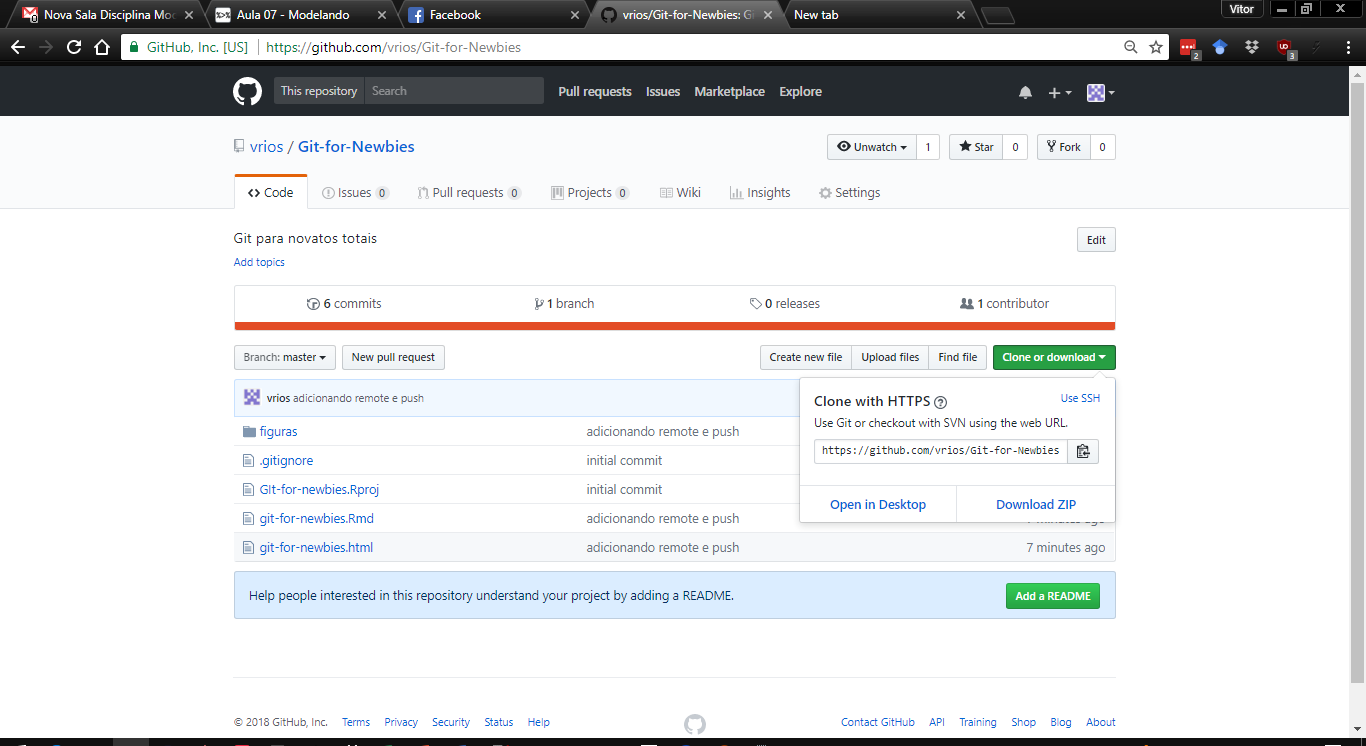 Nova Sala Disciplina Moc
Aula 07 - Modelando
Facebook
vrios/Git-for-Newbies: G
New tab
Vitor
GitHub, Inc. [US]
https://github.com/vrios/Git-for-Newbies
2
3
This repository
Search
Pull requests
Issues
Marketplace
Explore
vrios / Git-for-Newbies
Unwatch 1
Star 0
Fork 0
Code
Issues 0
Pull requests 0
Projects 0
Wiki
Insights
Settings
Git para novatos totais
Edit
Add topics
6 commits
1 branch
0 releases
1 contributor
Branch: master
New pull request
Create new file
Upload files
Find file
Clone or download
vrios adicionando remote e push
Clone with HTTPS
Use SSH
Use Git or checkout with SVN using the web URL.
https://github.com/vrios/Git-for-Newbies
Open in Desktop
Download ZIP
figuras adicionando remote e push
.gitignore initial commit
GIt-for-newbies.Rproj initial commit
git-for-newbies.Rmd adicionando remote e push 7 minutes ago
git-for-newbies.html adicionando remote e push 7 minutes ago
Help people interested in this repository understand your project by adding a README.
Add a README
© 2018 GitHub, Inc.
Terms
Privacy
Security
Status
Help
Contact GitHub
API
Training
Shop
Blog
About